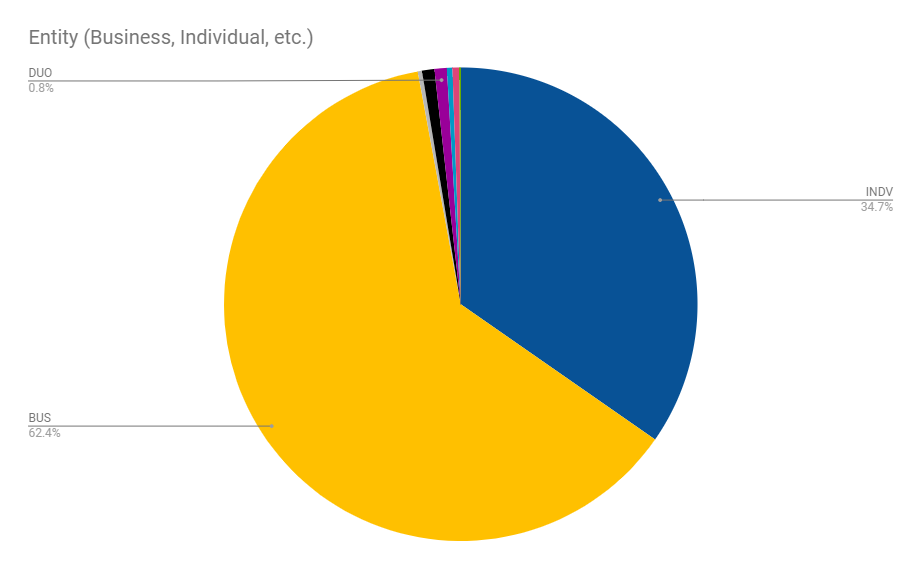 Entity (Business, Individual, etc.)
DUO
0.8%
INDV
34.7%
BUS
62.4%